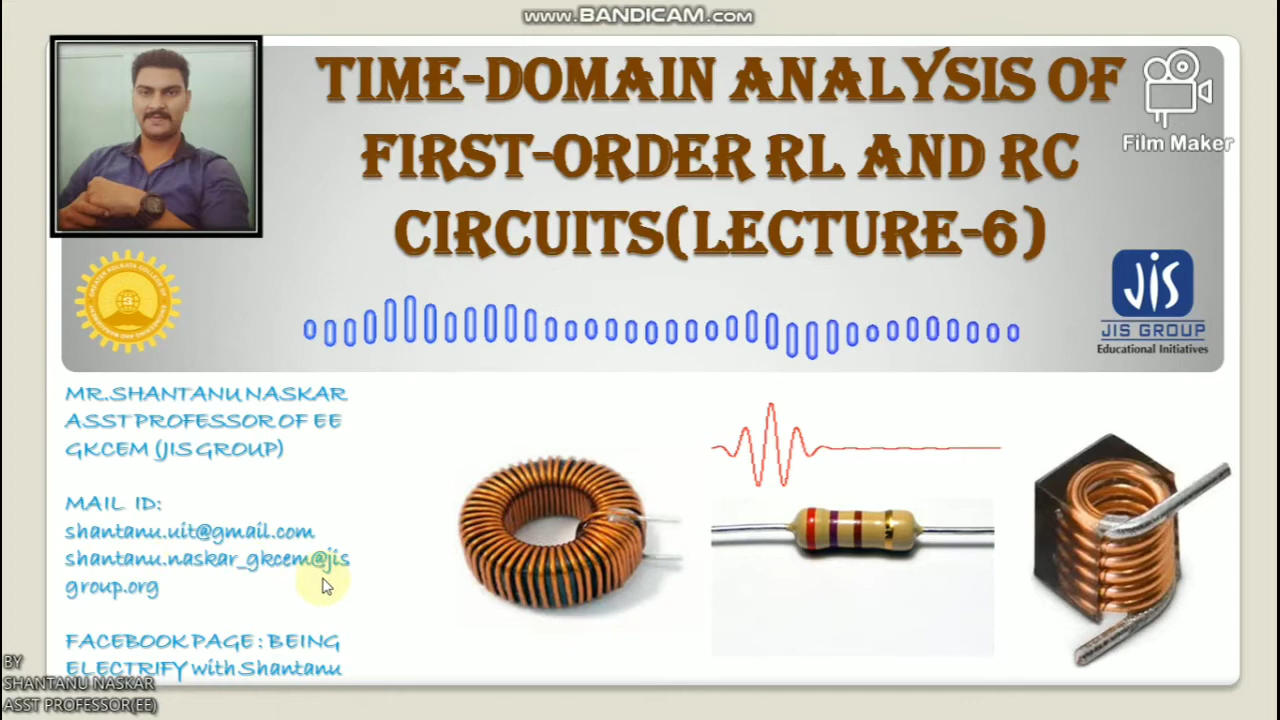 www.BANDICAM.com
TIME-DOMAIN ANALYSIS OF
FIRST-ORDER RL AND RC
CIRCUITS(LECTURE-6)
Film Maker
JIS
JIS GROUP
Educational Initiatives
MR.SHANTANU NASKAR
ASST PROFESSOR OF EE
GKCEM (JIS GROUP)
MAIL ID:
shantanu.uit@gmail.com
shantanu.naskar_gkcem@jis
group.org
FACEBOOK PAGE : BEING
ELECTRIFY with Shantanu
BY
SHANTANU NASKAR
ASST PROFESSOR(EE)